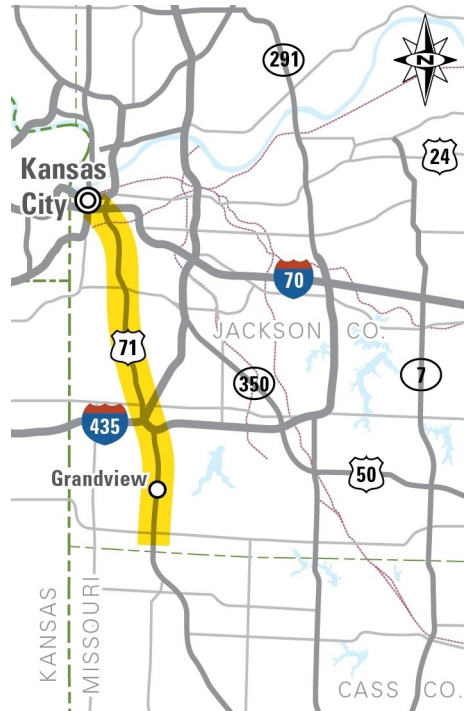 291
N
24
Kansas
City
70
71
JACKSON CO.
350
7
435
50
Grandview
KANSAS
MISSOURI
CASS CO.